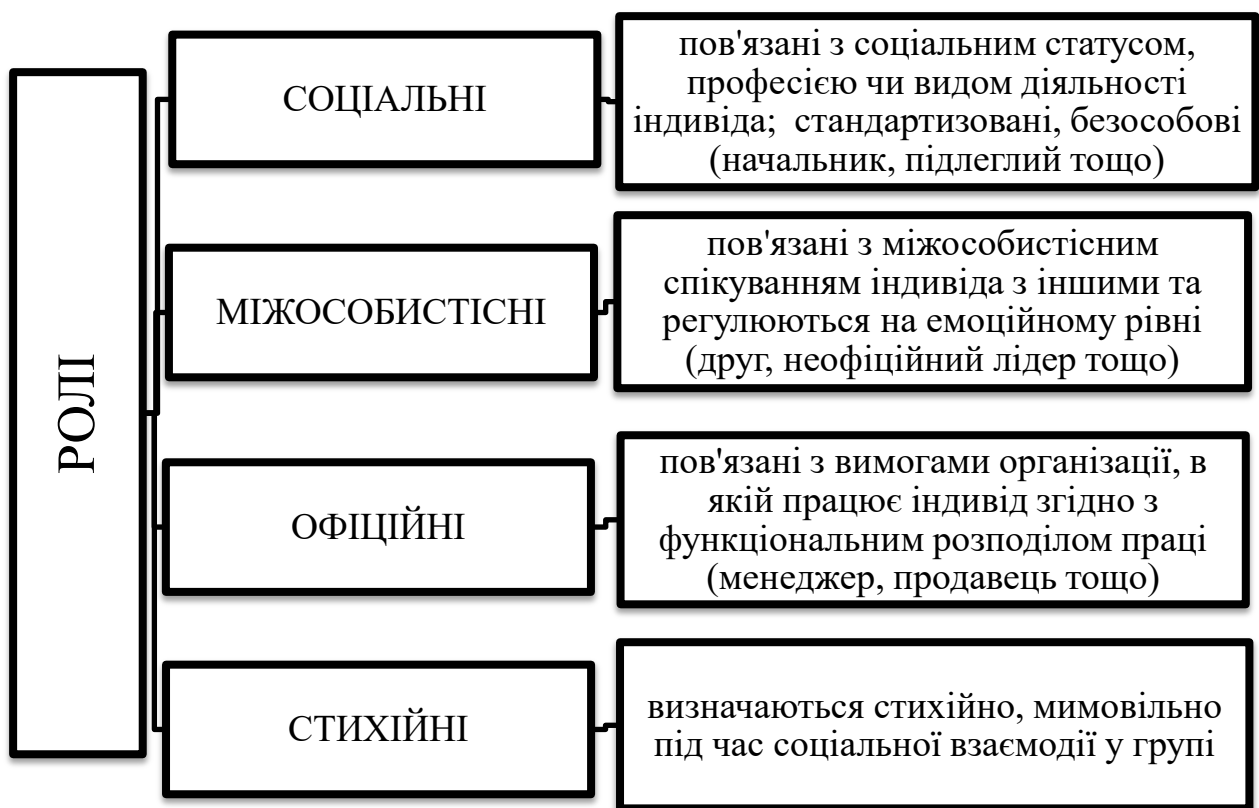 РОЛІ
СОЦІАЛЬНІ
пов'язані з соціальним статусом,
професією чи видом діяльності
індивіда; стандартизовані, безособові
(начальник, підлеглий тощо)
МІЖОСОБИСТІСНІ
пов'язані з міжособистісним
спікуванням індивіда з іншими та
регулюються на емоційному рівні
(друг, неофіційний лідер тощо)
ОФІЦІЙНІ
пов'язані з вимогами організації, в
якій працює індивід згідно з
функціональним розподілом праці
(менеджер, продавець тощо)
СТИХІЙНІ
визначаються стихійно, мимовільно
під час соціальної взаємодії у групі